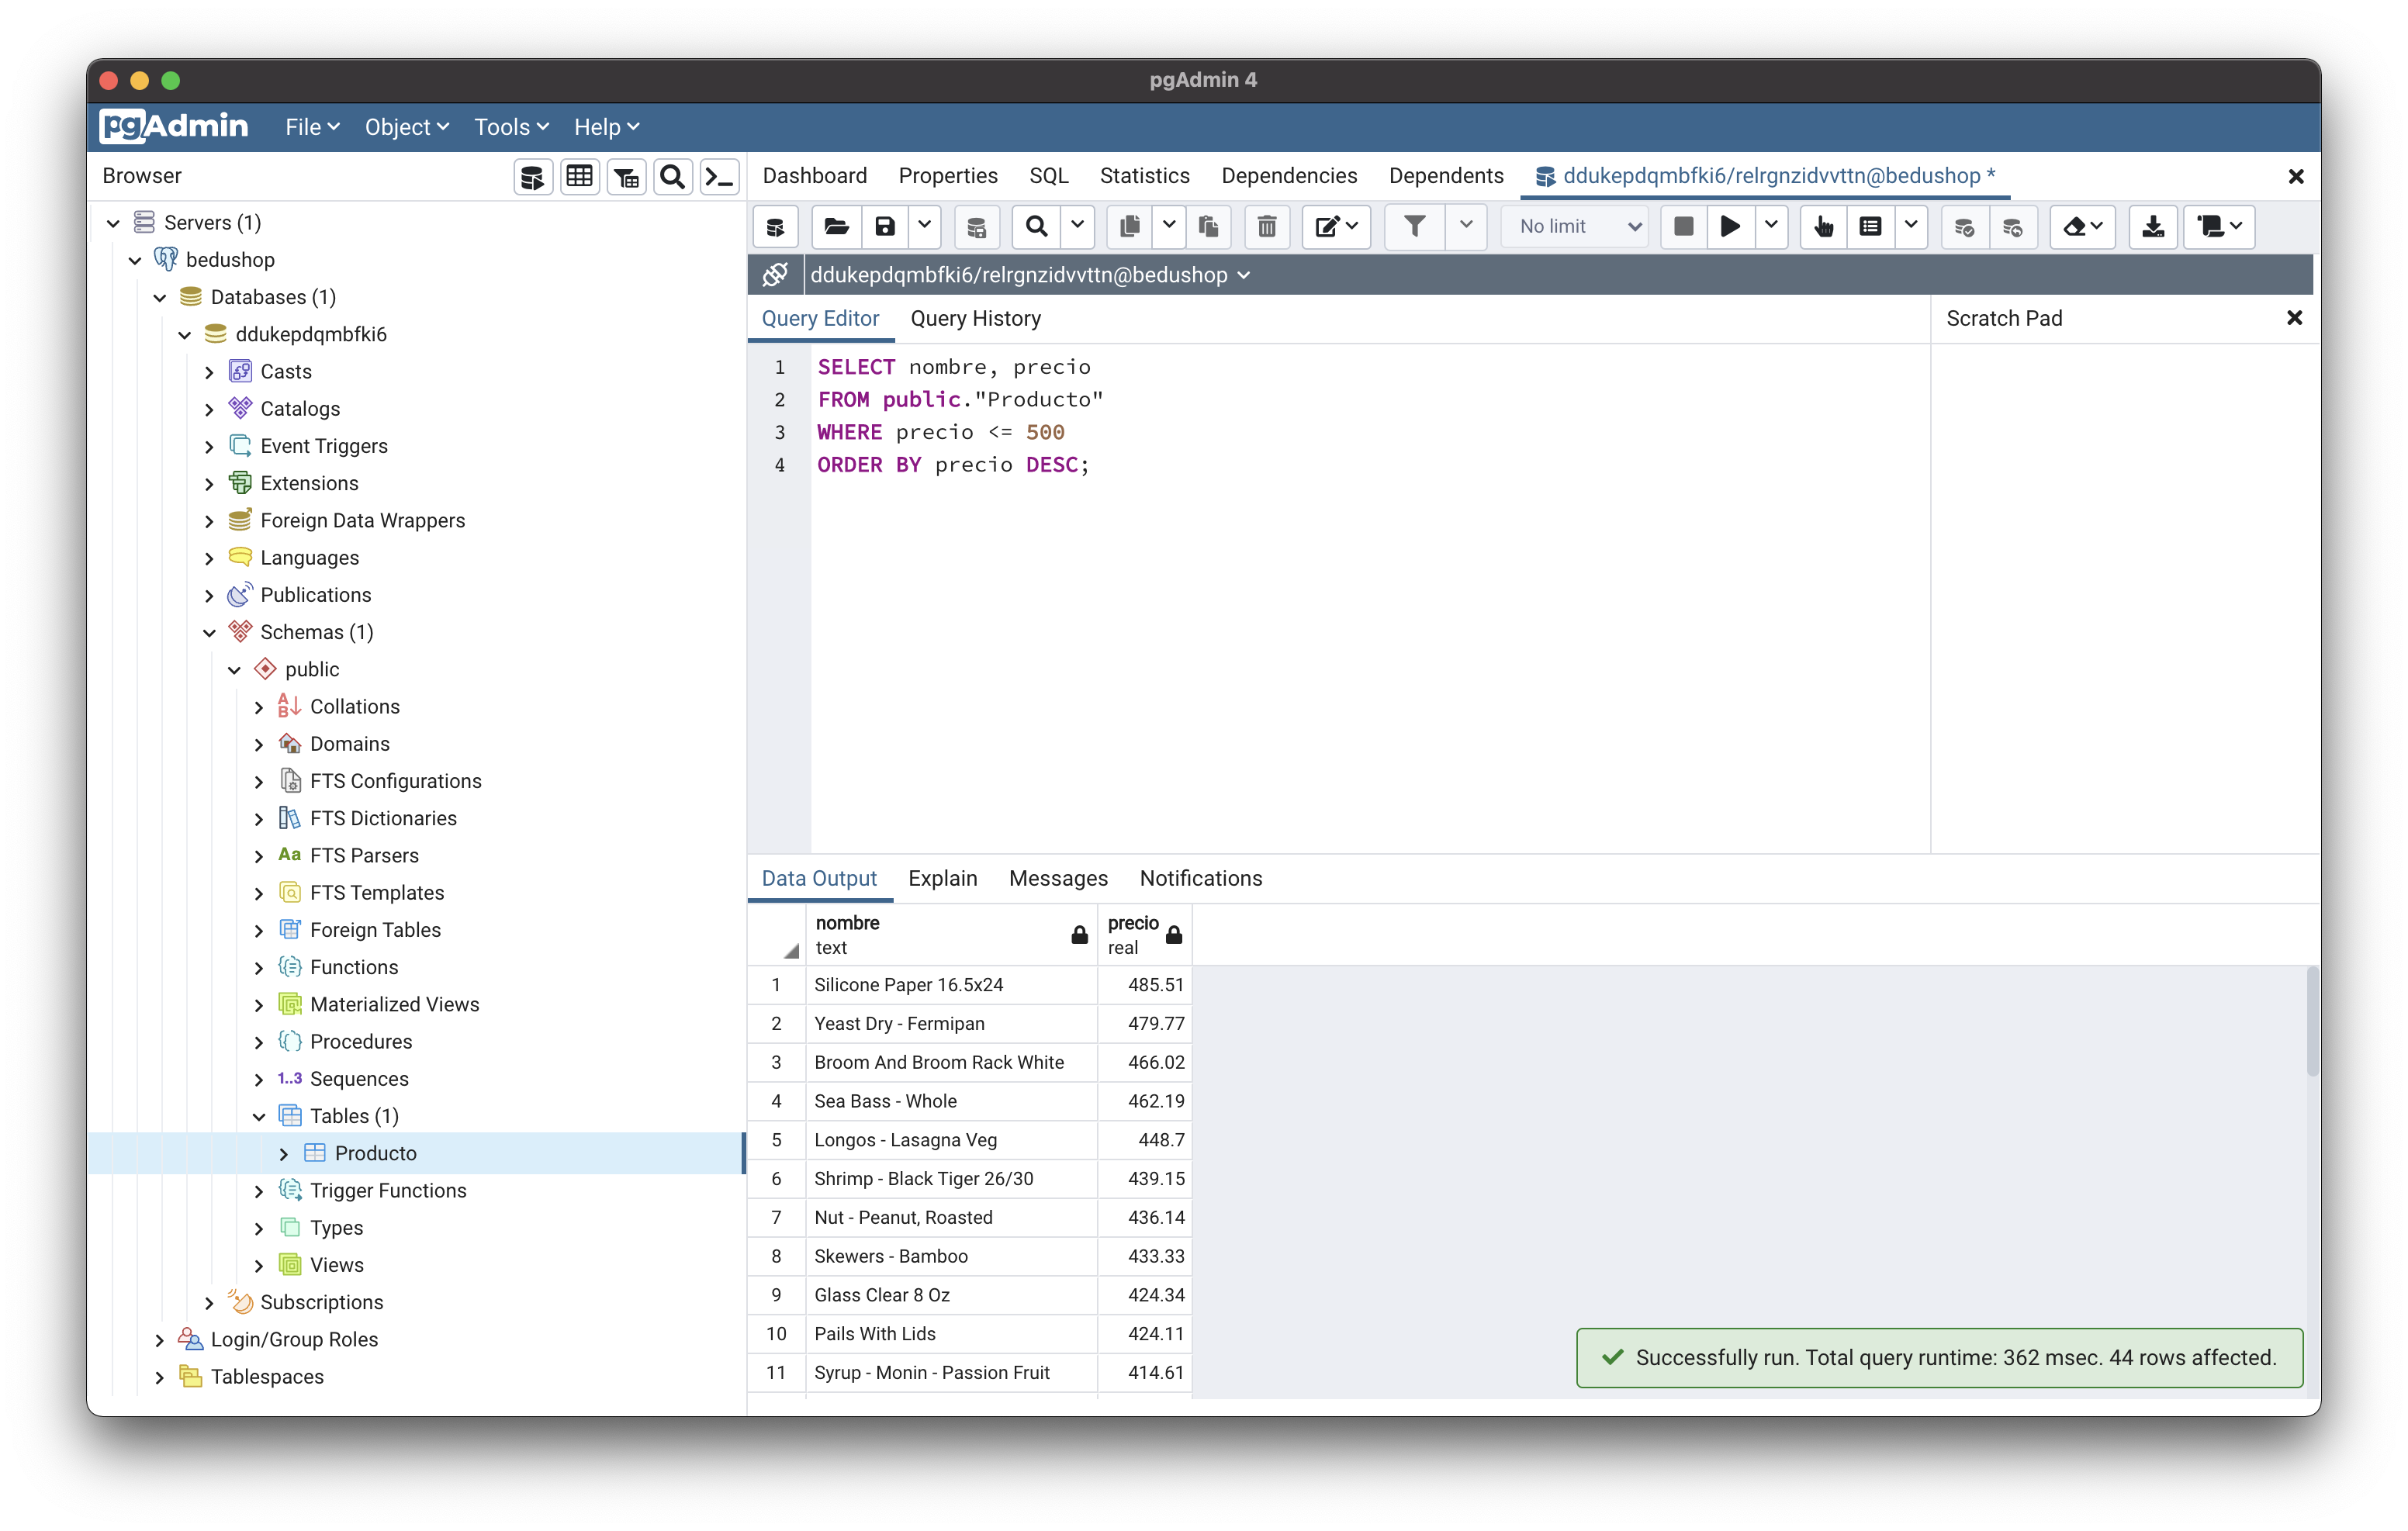 pgAdmin 4
pgAdmin File Object Tools Help
Browser
Dashboard Properties SQL Statistics Dependencies Dependents ddukepdqmbfki6/relrgnzidvvttn@bedushop *
No limit
ddukepdqmbfki6/relrgnzidvvttn@bedushop
Servers (1)
bedushop
Databases (1)
ddukepdqmbfki6
Casts
Catalogs
Event Triggers
Extensions
Foreign Data Wrappers
Languages
Publications
Schemas (1)
public
Collations
Domains
FTS Configurations
FTS Dictionaries
Aa FTS Parsers
FTS Templates
Foreign Tables
Functions
Materialized Views
Procedures
1..3 Sequences
Tables (1)
Producto
Trigger Functions
Types
Views
Subscriptions
Login/Group Roles
Tablespaces
Query Editor Query History
Scratch Pad
1 SELECT nombre, precio
2 FROM public."Producto"
3 WHERE precio <= 500
4 ORDER BY precio DESC;
Data Output Explain Messages Notifications
nombre precio
text real
1 Silicone Paper 16.5x24 485.51
2 Yeast Dry - Fermipan 479.77
3 Broom And Broom Rack White 466.02
4 Sea Bass - Whole 462.19
5 Longos - Lasagna Veg 448.7
6 Shrimp - Black Tiger 26/30 439.15
7 Nut - Peanut, Roasted 436.14
8 Skewers - Bamboo 433.33
9 Glass Clear 8 Oz 424.34
10 Pails With Lids 424.11
11 Syrup - Monin - Passion Fruit 414.61
Successfully run. Total query runtime: 362 msec. 44 rows affected.